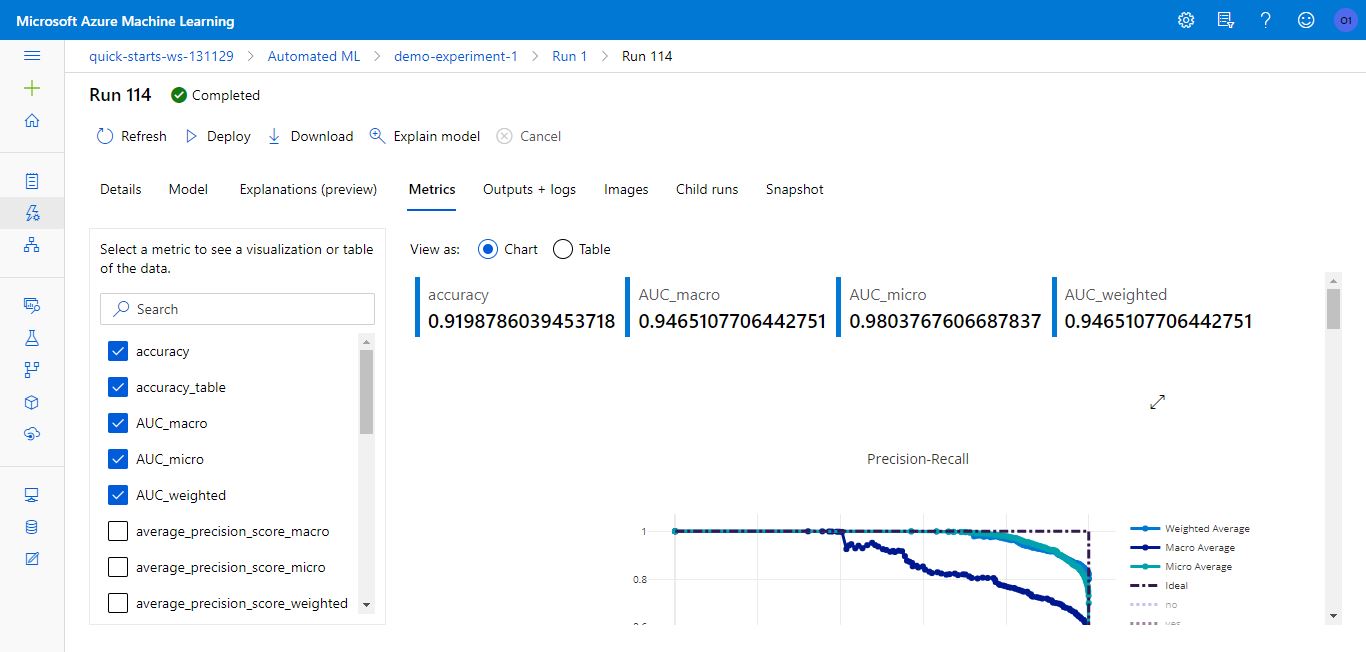 Microsoft Azure Machine Learning
O1
quick-starts-ws-131129 > Automated ML > demo-experiment-1 > Run 1 > Run 114
Run 114 Completed
Refresh Deploy Download Explain model Cancel
Details Model Explanations (preview) Metrics Outputs + logs Images Child runs Snapshot
Select a metric to see a visualization or table
of the data.
Search
accuracy
accuracy_table
AUC_macro
AUC_micro
AUC_weighted
average_precision_score_macro
average_precision_score_micro
average_precision_score_weighted
View as: Chart Table
accuracy
0.9198786039453718
AUC_macro
0.9465107706442751
AUC_micro
0.9803767606687837
AUC_weighted
0.9465107706442751
Precision-Recall
1
0.8
0.6
Weighted Average
Macro Average
Micro Average
Ideal
no
yes